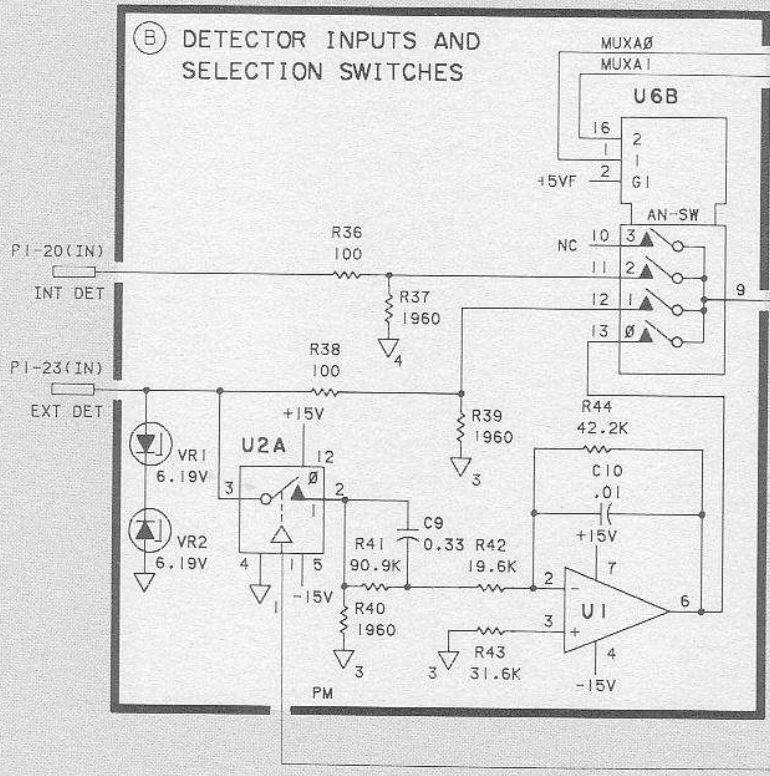 B DETECTOR INPUTS AND
SELECTION SWITCHES
MUXAØ
MUXA1
U6B
16 2
1 1
+5VF 2 G1
AN-SW
NC 10 3
11 2
12 1
13 Ø
9
P1-20(IN)
INT DET
R36
100
R37
1960
4
P1-23(IN)
EXT DET
R38
100
R39
1960
3
VR1
6.19V
VR2
6.19V
U2A
+15V
12
3
Ø
1
2
4
1
1
5
-15V
C9
0.33
R41
90.9K
R40
1960
3
R42
19.6K
R44
42.2K
C10
.01
+15V
7
2
-
U1
6
3
+
4
-15V
R43
31.6K
3
PM